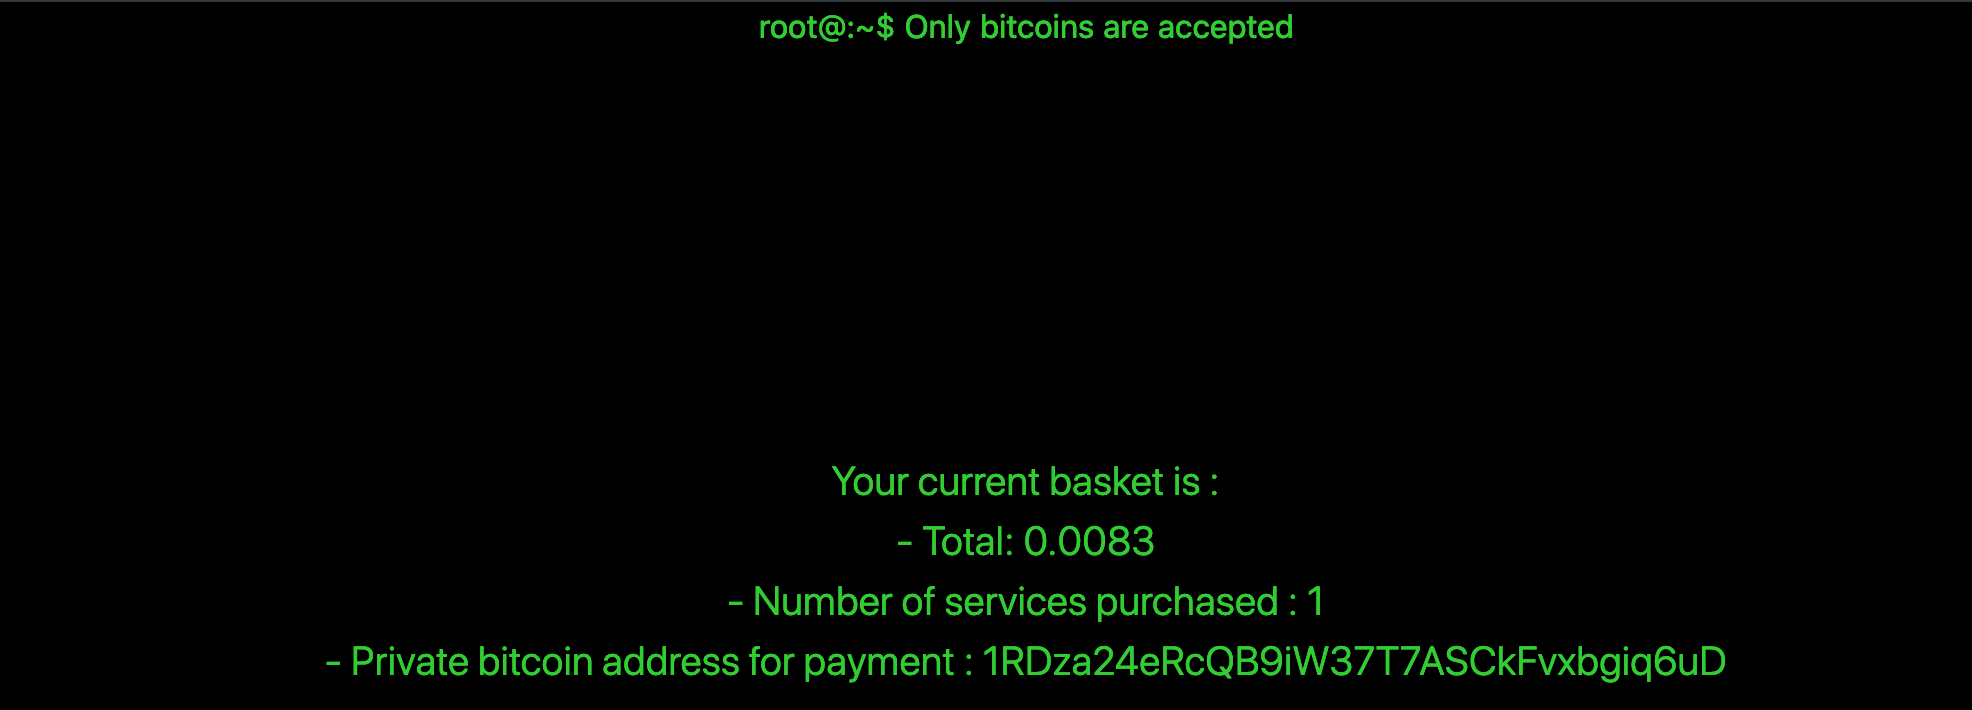 root@:~$ Only bitcoins are accepted
Your current basket is :
- Total: 0.0083
- Number of services purchased : 1
- Private bitcoin address for payment : 1RDza24eRcQB9iW37T7ASCkFvxbgiq6uD